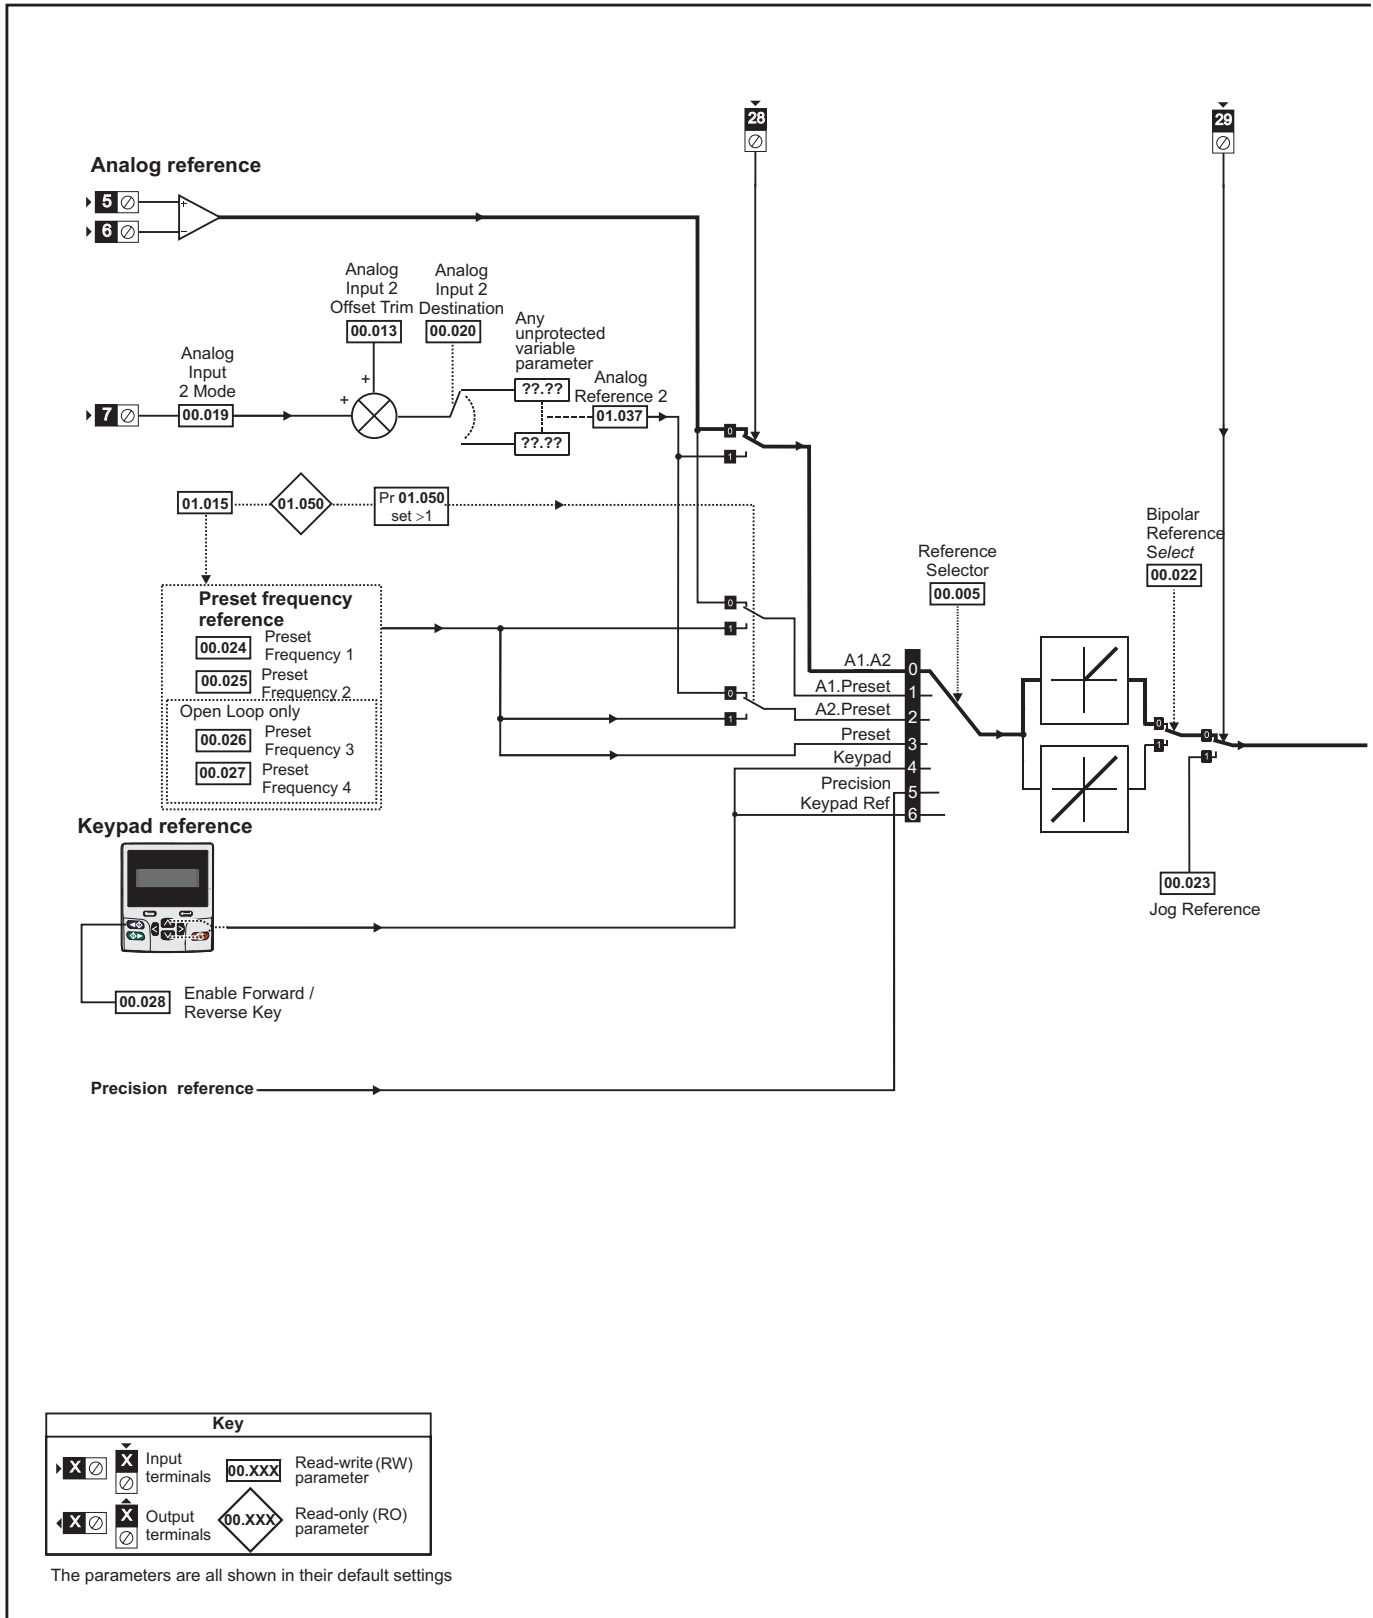 28
29
Analog reference
5
+
6
−
Analog
Input 2
Offset Trim
00.013
Analog
Input 2
Destination
00.020
Any
unprotected
variable
parameter
??.??
??.??
Analog
Reference 2
01.037
Analog
Input
2 Mode
00.019
7
+
+
0
1
01.015
01.050
Pr 01.050
set >1
Preset frequency
reference
00.024 Preset
Frequency 1
00.025 Preset
Frequency 2
Open Loop only
00.026 Preset
Frequency 3
00.027 Preset
Frequency 4
0
1
0
1
Reference
Selector
00.005
Bipolar
Reference
Select
00.022
A1.A2 0
A1.Preset 1
A2.Preset 2
Preset 3
Keypad 4
Precision 5
Keypad Ref 6
0
1
0
1
00.023
Jog Reference
Keypad reference
00.028
Enable Forward /
Reverse Key
Precision reference
Key
X X Input
terminals
00.XXX Read-write (RW)
parameter
X X Output
terminals
00.XXX Read-only (RO)
parameter
The parameters are all shown in their default settings